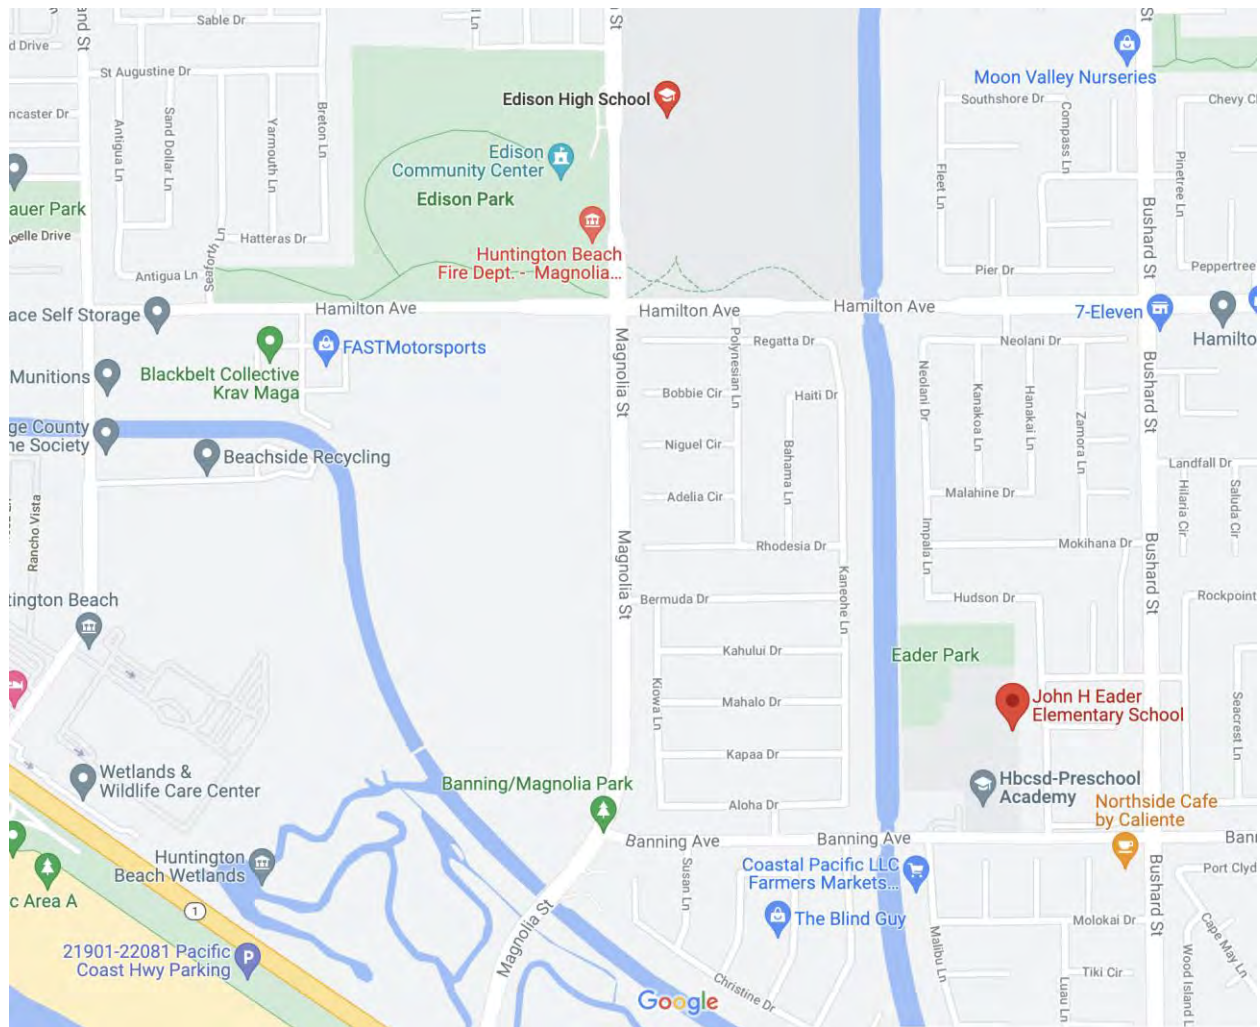 and St
Sable Dr
Ln
n St
d Drive
St Augustine Dr
ncaster Dr
Antigua Ln
Sand Dollar Ln
Yarmouth Ln
Breton Ln
Edison High School
Edison
Community Center
Edison Park
Huntington Beach
Fire Dept. - Magnolia...
Moon Valley Nurseries
Southshore Dr
Compass Ln
Chevy C
Fleet Ln
Pinetree Ln
Bushard St
auer Park
oelle Drive
Hatteras Dr
Seaforth Ln
Antigua Ln
Pier Dr
Peppertree
Hamilton Ave
Hamilton Ave
Hamilton Ave
ace Self Storage
7-Eleven
Hamilto
FASTMotorsports
Blackbelt Collective
Krav Maga
Munitions
Magnolia St
Polynesian Ln
Regatta Dr
Bobbie Cir
Haiti Dr
Niguel Cir
Bahama Ln
Adelia Cir
Neolani Dr
Neolani Dr
Kanakoa Ln
Hanakai Ln
Zamora Ln
Bushard St
Landfall Dr
Malahine Dr
Hilaria Cir
Saluda Cir
ge County
ne Society
Beachside Recycling
Rancho Vista
Magnolia St
Rhodesia Dr
Impala Ln
Mokihana Dr
Bushard St
Bermuda Dr
Kaneohe Ln
Hudson Dr
Rockpoint
tington Beach
Kahului Dr
Kiowa Ln
Mahalo Dr
Kapaa Dr
Aloha Dr
Eader Park
John H Eader
Elementary School
Seacrest Ln
Wetlands &
Wildlife Care Center
Banning/Magnolia Park
Hbcsd-Preschool
Academy
Northside Cafe
by Caliente
Banning Ave
Banning Ave
Bann
Huntington
Beach Wetlands
c Area A
1
Susan Ln
Coastal Pacific LLC
Farmers Markets...
The Blind Guy
Bushard St
Port Clyd
Molokai Dr
Malibu Ln
Cape May Ln
Magnolia St
21901-22081 Pacific
Coast Hwy Parking
P
Christine Dr
Tiki Cir
Luau Ln
Wood Island L
Google